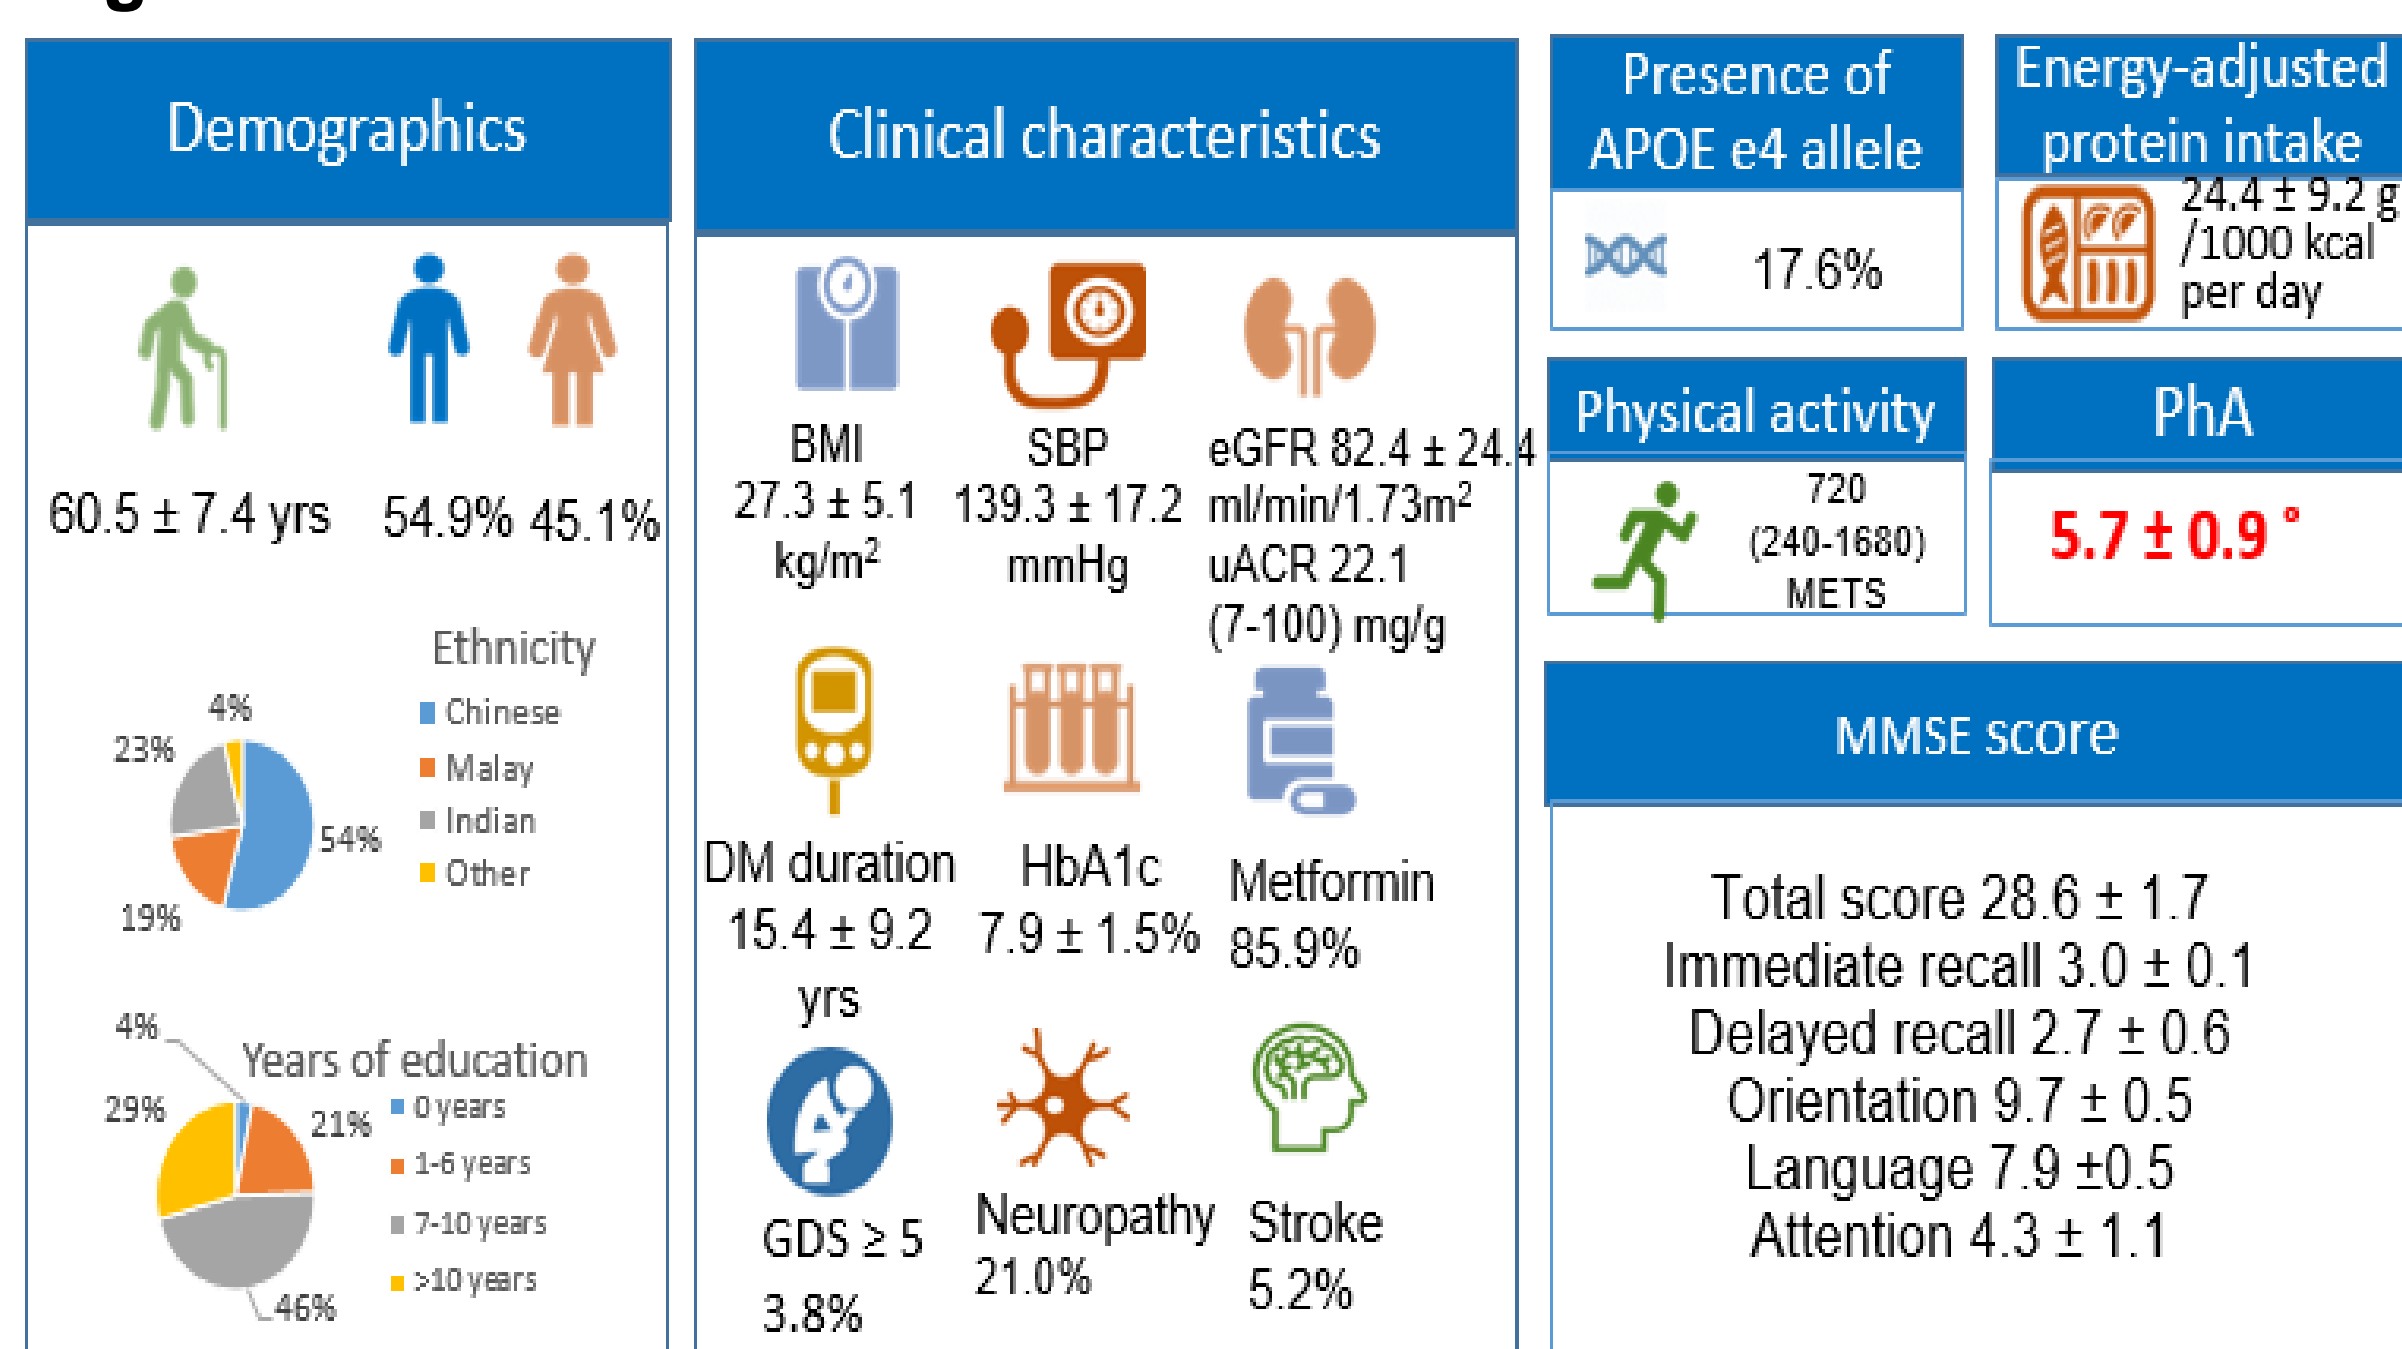 Demographics
60.5 ± 7.4 yrs
54.9% 45.1%
Ethnicity
4%
23%
54%
19%
Chinese
Malay
Indian
Other
Years of education
4%
29%
21%
46%
0 years
1-6 years
7-10 years
>10 years
Clinical characteristics
BMI
27.3 ± 5.1
kg/m²
SBP
139.3 ± 17.2
mmHg
eGFR 82.4 ± 24.4
ml/min/1.73m²
uACR 22.1
(7-100) mg/g
DM duration
15.4 ± 9.2
yrs
HbA1c
7.9 ± 1.5%
Metformin
85.9%
GDS ≥ 5
3.8%
Neuropathy
21.0%
Stroke
5.2%
Presence of
APOE e4 allele
17.6%
Energy-adjusted
protein intake
24.4 ± 9.2 g
/1000 kcal
per day
Physical activity
720
(240-1680)
METS
PhA
5.7 ± 0.9 °
MMSE score
Total score 28.6 ± 1.7
Immediate recall 3.0 ± 0.1
Delayed recall 2.7 ± 0.6
Orientation 9.7 ± 0.5
Language 7.9 ±0.5
Attention 4.3 ± 1.1